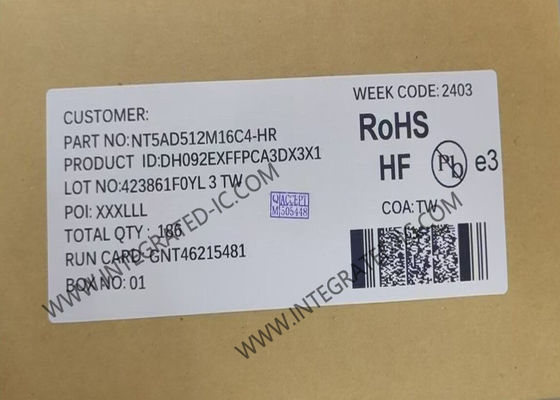 WEEK CODE: 2403
CUSTOMER:
PART NO:NT5AD512M16C4-HR
PRODUCT ID:DH092EXFFPCA3DX3X1
LOT NO:423861F0YL 3 TW
POI: XXXLLL
TOTAL QTY : 186
RUN CARD: GNT46215481
BOX NO: 01
RoHS
HF Pb e3
COA: TW
ACCEPT
M 505448
WWW.INTEGRATED-IC.COM
WWW.INTEGRATED-IC.COM